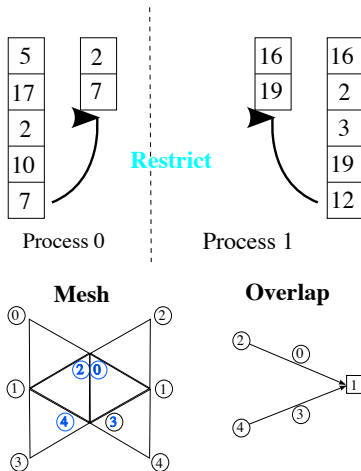 5 2 16 16
17 7 19 2
2 3
Restrict
10 19
7 12
Process 0 Process 1
Mesh Overlap
0 2
2 0
2 0 1
1 1
4 3 3
4
3 4